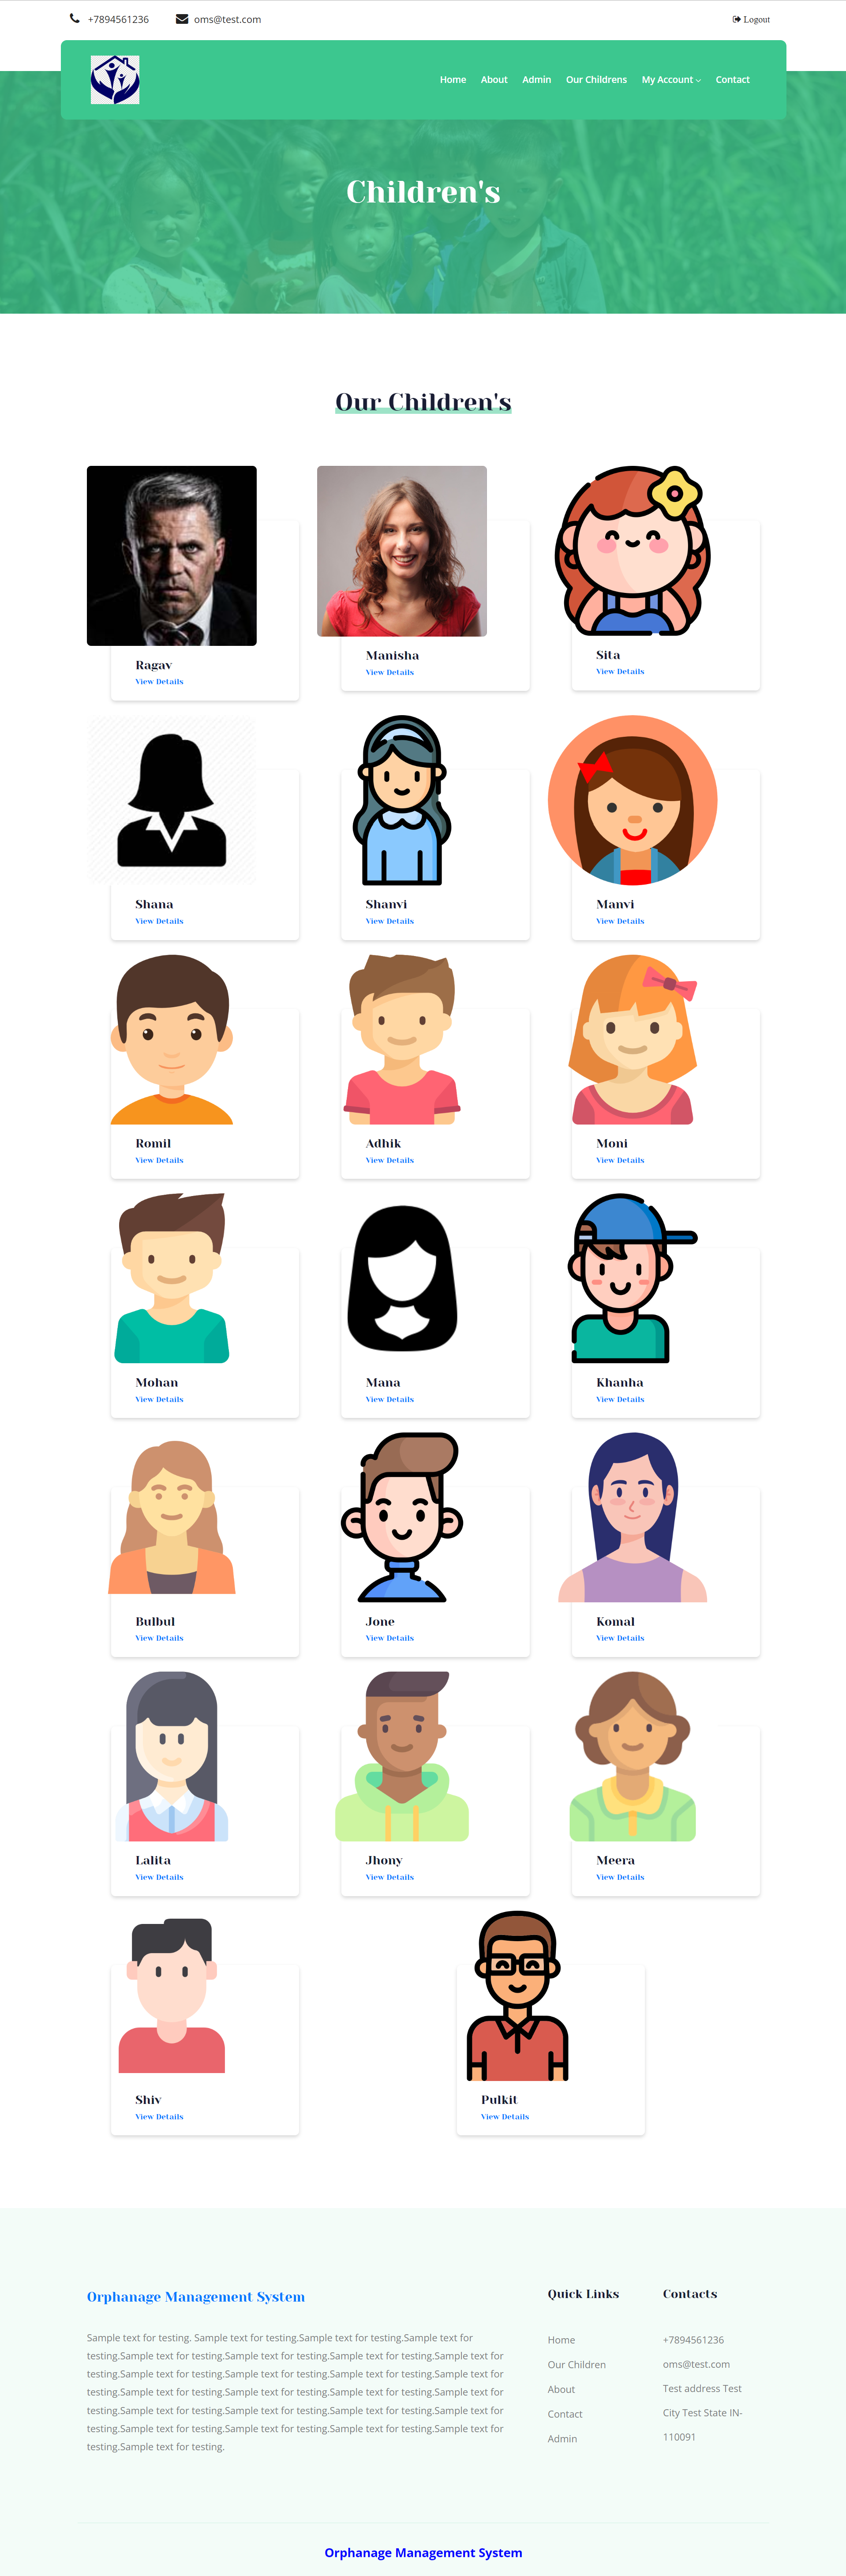 +7894561236 oms@test.com Logout
Home About Admin Our Childrens My Account Contact
Children's
Our Children's
Ragav
View Details
Manisha
View Details
Sita
View Details
Shana
View Details
Shanvi
View Details
Manvi
View Details
Romil
View Details
Adhik
View Details
Moni
View Details
Mohan
View Details
Mana
View Details
Khanha
View Details
Bulbul
View Details
Jone
View Details
Komal
View Details
Lalita
View Details
Jhony
View Details
Meera
View Details
Shiv
View Details
Pulkit
View Details
Orphanage Management System
Sample text for testing. Sample text for testing.Sample text for testing.Sample text for
testing.Sample text for testing.Sample text for testing.Sample text for testing.Sample text for
testing.Sample text for testing.Sample text for testing.Sample text for testing.Sample text for
testing.Sample text for testing.Sample text for testing.Sample text for testing.Sample text for
testing.Sample text for testing.Sample text for testing.Sample text for testing.Sample text for
testing.Sample text for testing.Sample text for testing.Sample text for testing.Sample text for
testing.Sample text for testing.
Quick Links
Home
Our Children
About
Contact
Admin
Contacts
+7894561236
oms@test.com
Test address Test
City Test State IN-
110091
Orphanage Management System